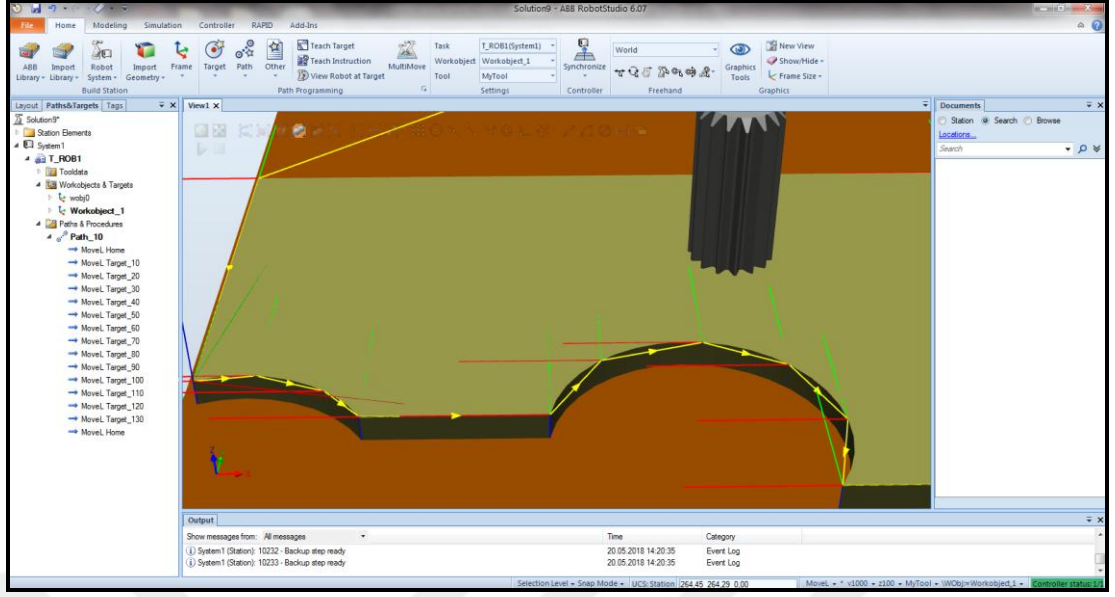 Solution9 - ABB RobotStudio 6.07
File Home Modeling Simulation Controller RAPID Add-Ins
ABB Library
Import Library
Robot System
Import Geometry
Frame
Build Station
Target
Path
Other
Teach Target
Teach Instruction
View Robot at Target
MultiMove
Path Programming
Task T_ROB1(System1)
Workobject Workobject_1
Tool MyTool
Settings
Synchronize
Controller
World
Freehand
Graphics Tools
New View
Show/Hide
Frame Size
Graphics
Layout Paths&Targets Tags
Solution9*
Station Elements
System1
T_ROB1
Tooldata
Workobjects & Targets
wobj0
Workobject_1
Paths & Procedures
Path_10
MoveL Home
MoveL Target_10
MoveL Target_20
MoveL Target_30
MoveL Target_40
MoveL Target_50
MoveL Target_60
MoveL Target_70
MoveL Target_80
MoveL Target_90
MoveL Target_100
MoveL Target_110
MoveL Target_120
MoveL Target_130
MoveL Home
View1
Z
X
Documents
Station Search Browse
Locations...
Search
Output
Show messages from: All messages Time Category
System1 (Station): 10232 - Backup step ready 20.05.2018 14:20:35 Event Log
System1 (Station): 10233 - Backup step ready 20.05.2018 14:20:35 Event Log
Selection Level Snap Mode UCS: Station 264,45 264,29 0,00 MoveL * v1000 z100 MyTool \WObj:=Workobject_1 Controller status: 1/1